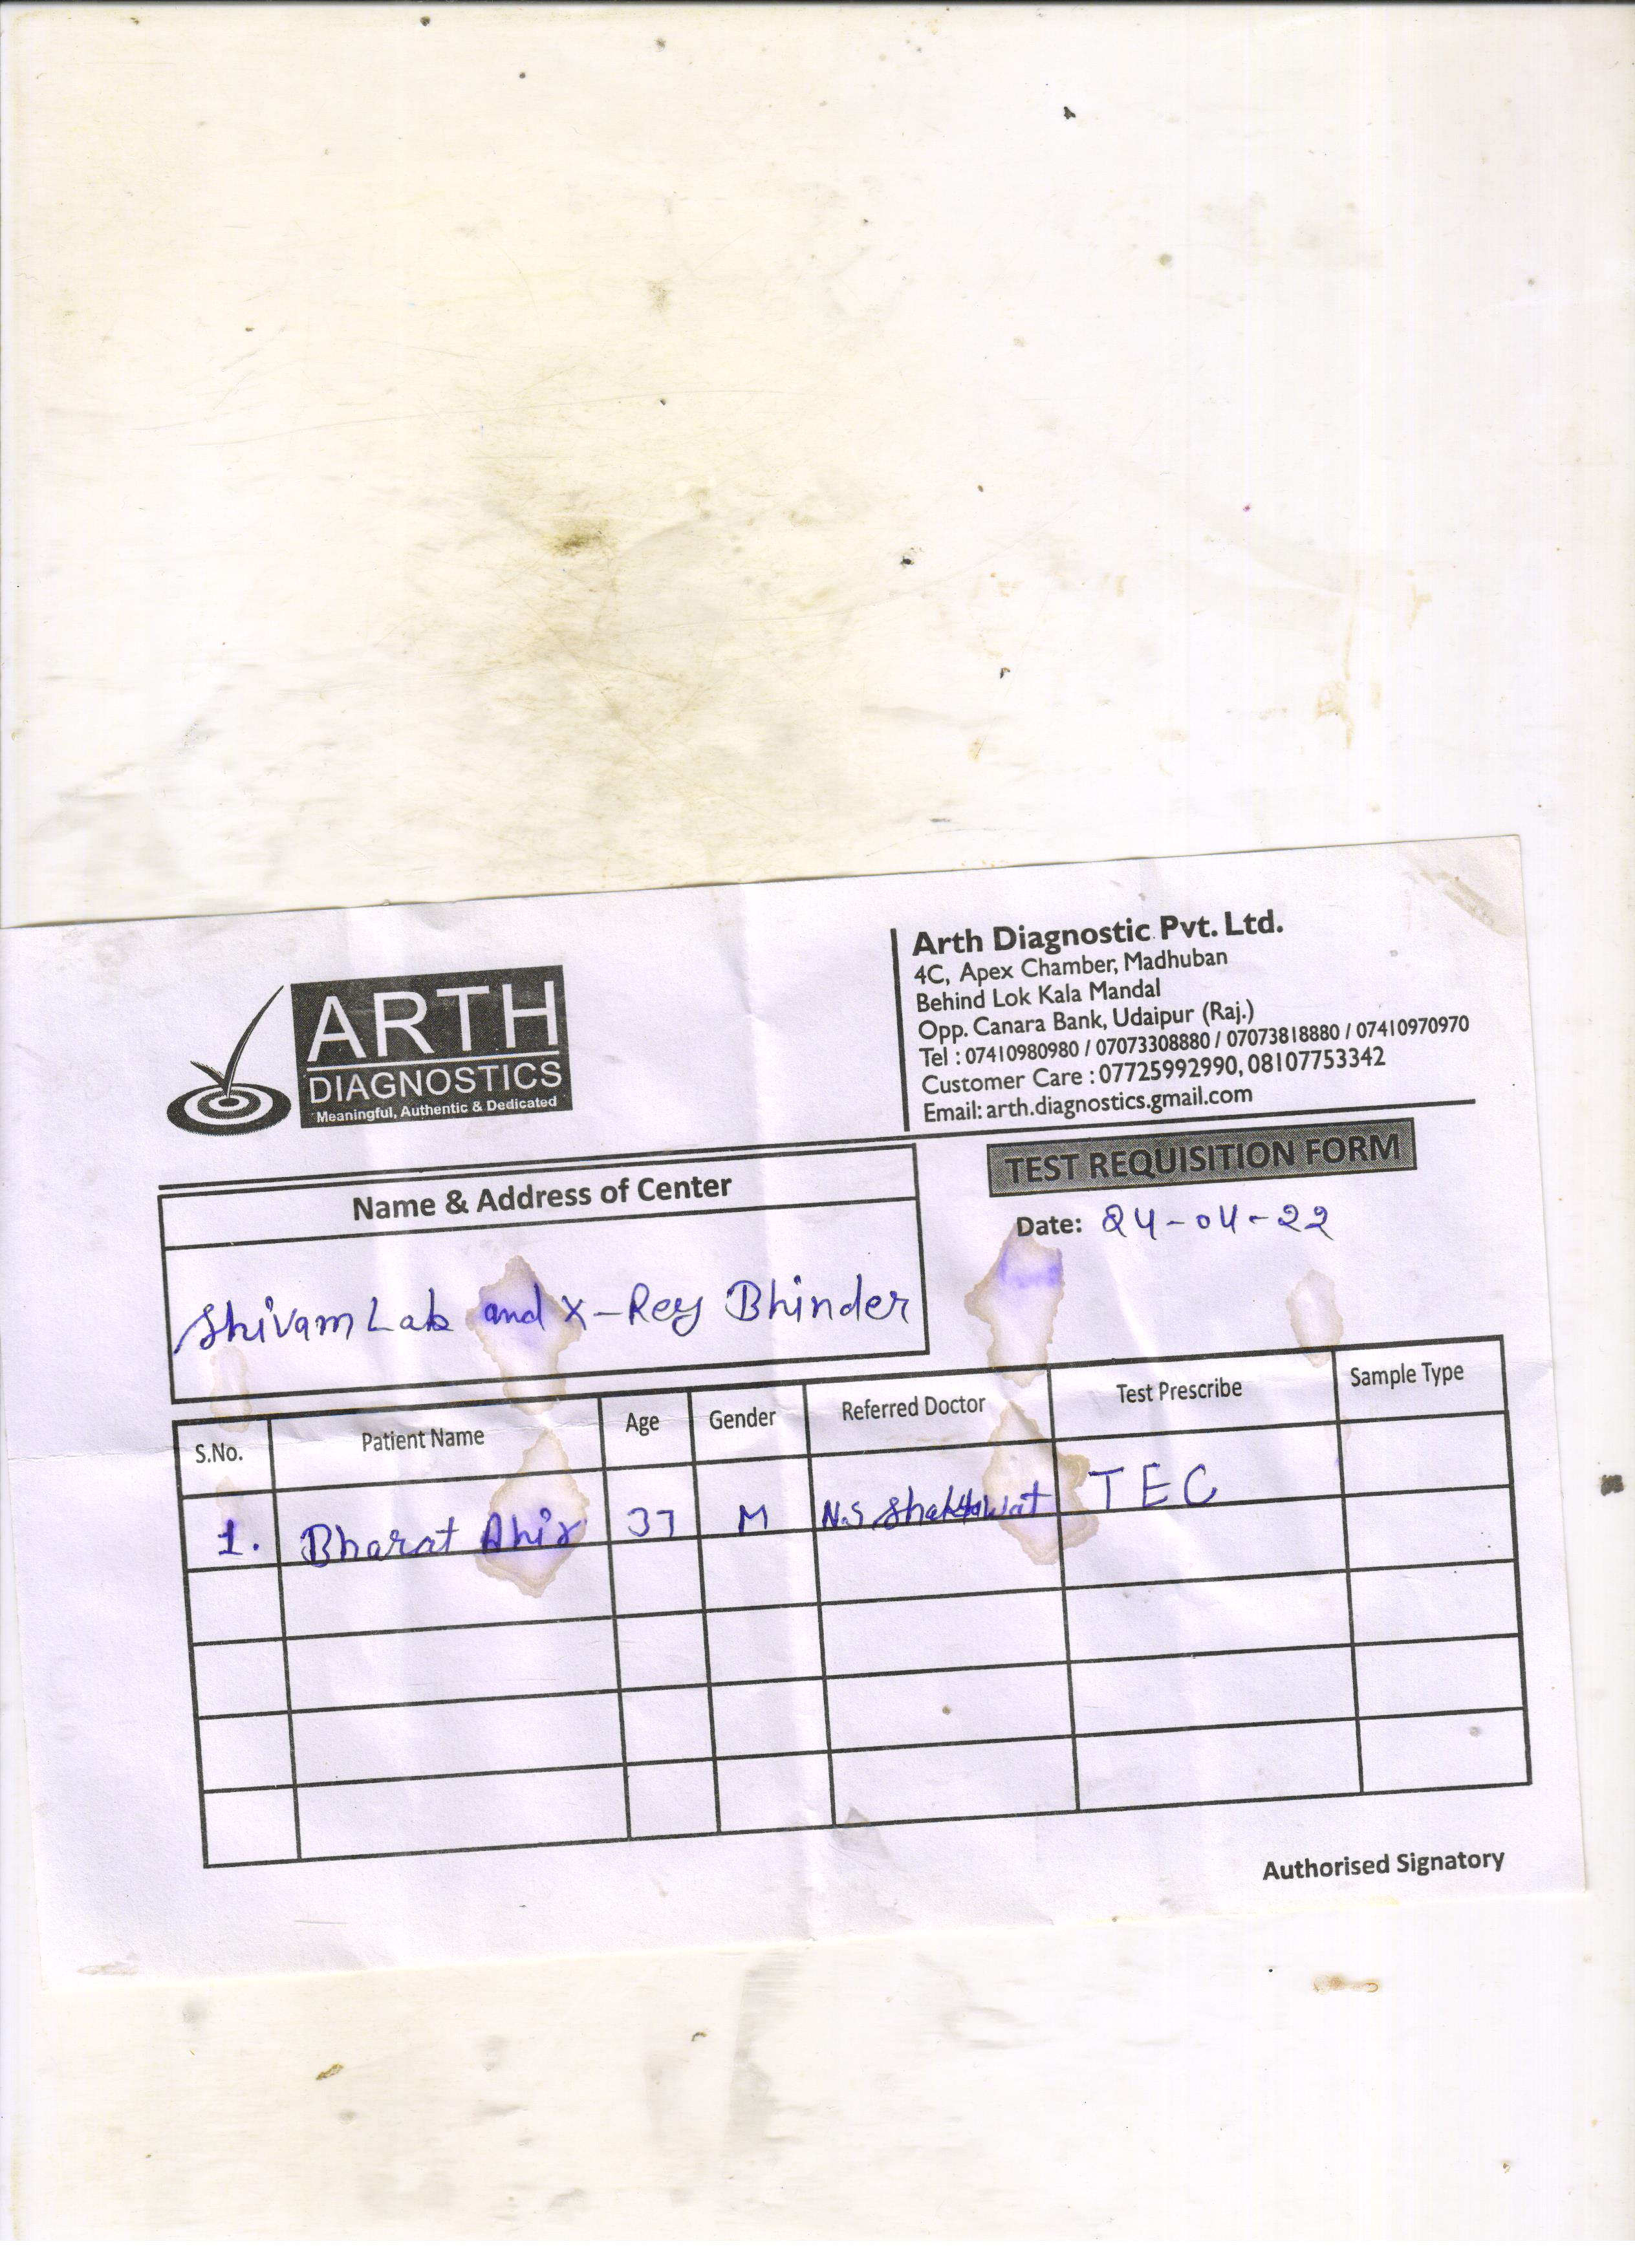 ARTH
DIAGNOSTICS
Meaningful, Authentic & Dedicated
Arth Diagnostic Pvt. Ltd.
4C, Apex Chamber, Madhuban
Behind Lok Kala Mandal
Opp. Canara Bank, Udaipur (Raj.)
Tel : 07410980980 / 07073308880 / 07073818880 / 07410970970
Customer Care : 07725992990, 08107753342
Email: arth.diagnostics.gmail.com
TEST REQUISITION FORM
Date: 24-04-22
Name & Address of Center
Shivam Lab and X-Rey Bhinder
S.No. Patient Name Age Gender Referred Doctor Test Prescribe Sample Type
1. Bharat Ahir 37 M N.S. Shaktawat TEC
Authorised Signatory